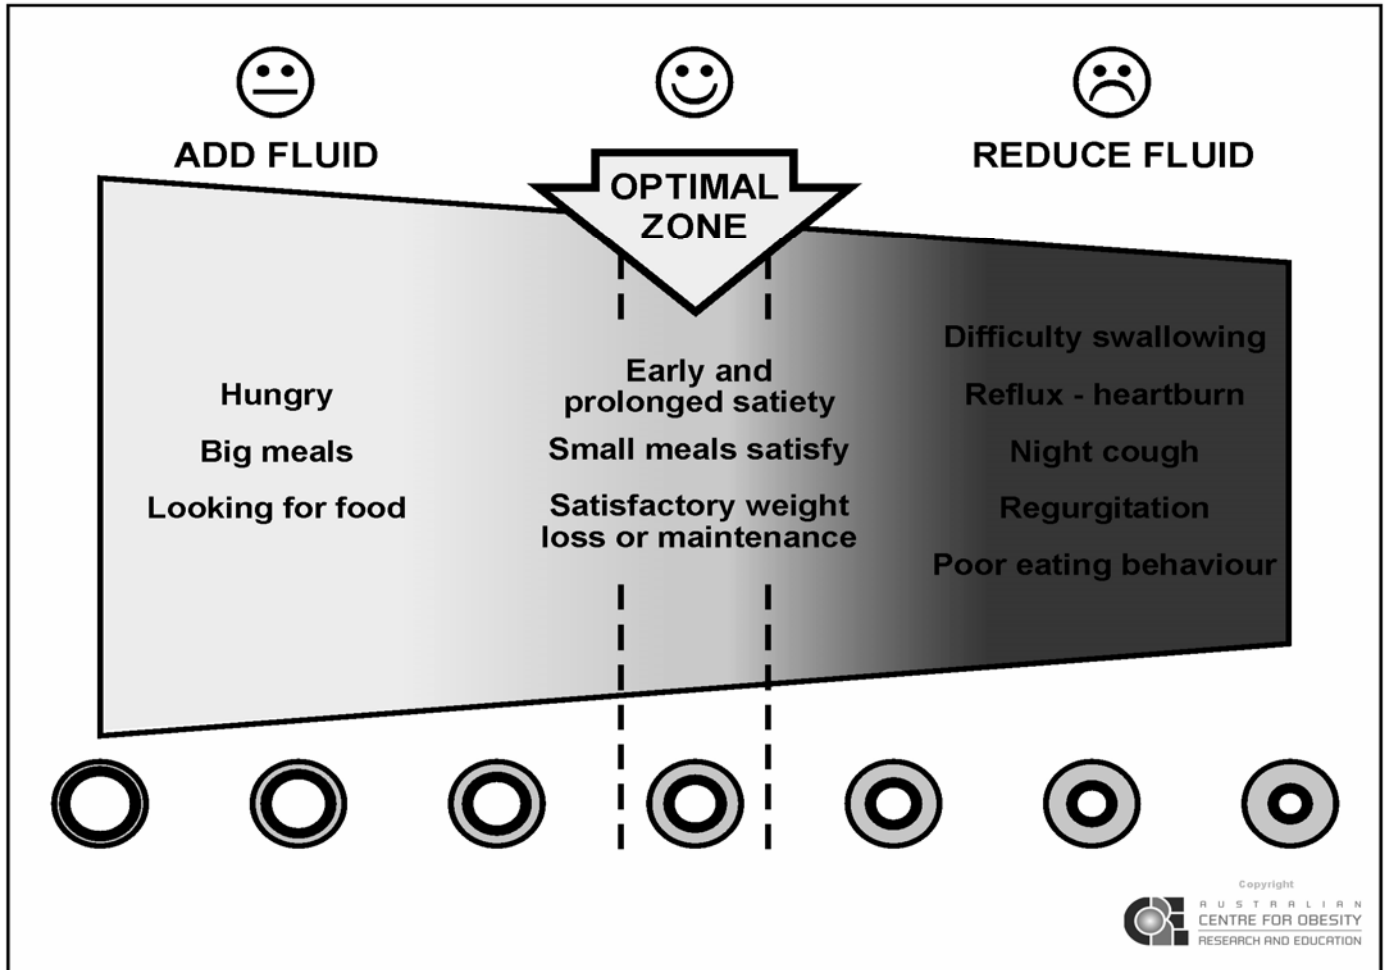 ADD FLUID
OPTIMAL
ZONE
REDUCE FLUID
Hungry
Big meals
Looking for food
Early and
prolonged satiety
Small meals satisfy
Satisfactory weight
loss or maintenance
Difficulty swallowing
Reflux - heartburn
Night cough
Regurgitation
Poor eating behaviour
Copyright
AUSTRALIAN
CENTRE FOR OBESITY
RESEARCH AND EDUCATION